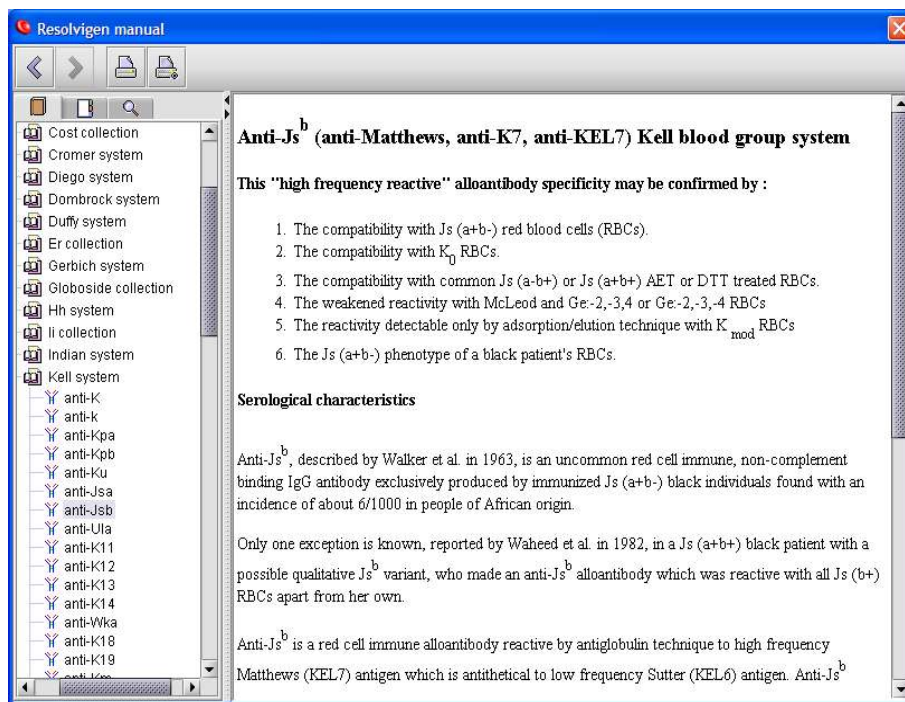 Resolvigen manual
Cost collection
Cromer system
Diego system
Dombrock system
Duffy system
Er collection
Gerbich system
Globoside collection
Hh system
Ii collection
Indian system
Kell system
anti-K
anti-k
anti-Kpa
anti-Kpb
anti-Ku
anti-Jsa
anti-Jsb
anti-Ula
anti-K11
anti-K12
anti-K13
anti-K14
anti-Wka
anti-K18
anti-K19
anti-Km
Anti-Js^b (anti-Matthews, anti-K7, anti-KEL7) Kell blood group system
This "high frequency reactive" alloantibody specificity may be confirmed by :
1. The compatibility with Js (a+b-) red blood cells (RBCs).
2. The compatibility with K_0 RBCs.
3. The compatibility with common Js (a-b+) or Js (a+b+) AET or DTT treated RBCs.
4. The weakened reactivity with McLeod and Ge:-2,-3,4 or Ge:-2,-3,-4 RBCs
5. The reactivity detectable only by adsorption/elution technique with K_mod RBCs
6. The Js (a+b-) phenotype of a black patient's RBCs.
Serological characteristics
Anti-Js^b, described by Walker et al. in 1963, is an uncommon red cell immune, non-complement
binding IgG antibody exclusively produced by immunized Js (a+b-) black individuals found with an
incidence of about 6/1000 in people of African origin.
Only one exception is known, reported by Waheed et al. in 1982, in a Js (a+b+) black patient with a
possible qualitative Js^b variant, who made an anti-Js^b alloantibody which was reactive with all Js (b+)
RBCs apart from her own.
Anti-Js^b is a red cell immune alloantibody reactive by antiglobulin technique to high frequency
Matthews (KEL7) antigen which is antithetical to low frequency Sutter (KEL6) antigen. Anti-Js^b